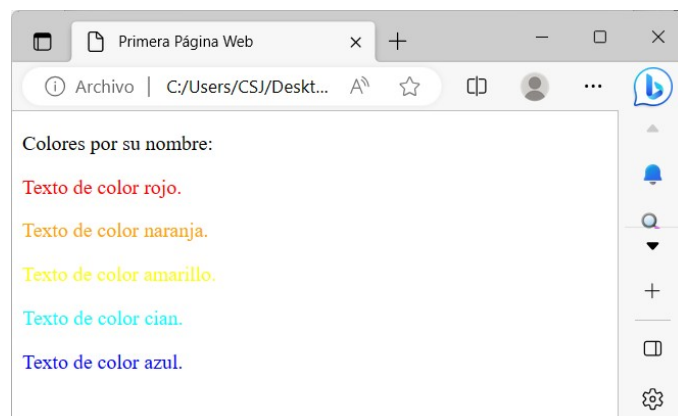 Primera Página Web
Archivo | C:/Users/CSJ/Deskt...
Colores por su nombre:
Texto de color rojo.
Texto de color naranja.
Texto de color amarillo.
Texto de color cian.
Texto de color azul.